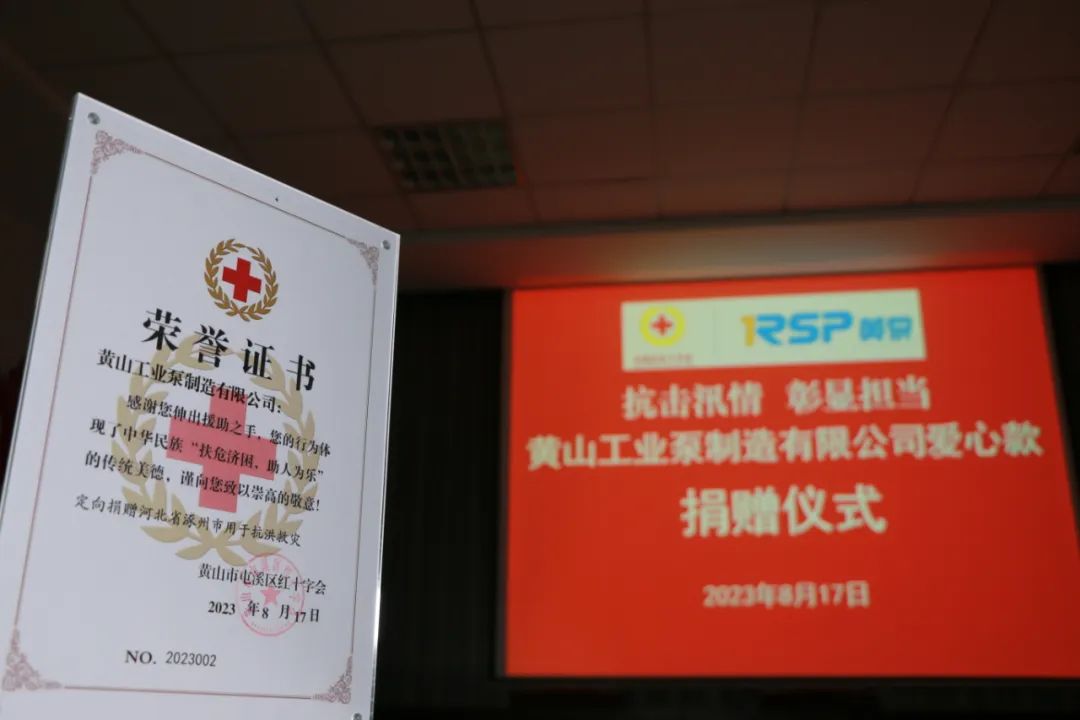 荣誉证书
黄山工业泵制造有限公司:
感谢您伸出援助之手,您的行为体
现了中华民族“扶危济困、助人为乐”
的传统美德,谨向您致以崇高的敬意!
定向捐赠河北省涿州市用于抗洪救灾
黄山市屯溪区红十字会
2023 年 8 月 17 日
NO. 2023002
RSP
抗击汛情 彰显担当
黄山工业泵制造有限公司爱心款
捐赠仪式
2023年8月17日